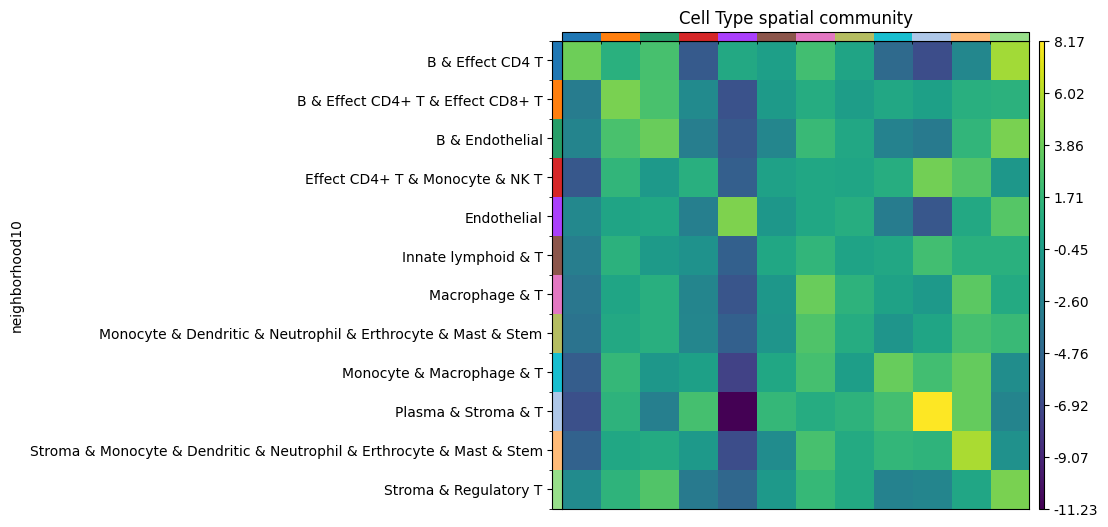 Cell Type spatial community
neighborhood10
B & Effect CD4 T
B & Effect CD4+ T & Effect CD8+ T
B & Endothelial
Effect CD4+ T & Monocyte & NK T
Endothelial
Innate lymphoid & T
Macrophage & T
Monocyte & Dendritic & Neutrophil & Erthrocyte & Mast & Stem
Monocyte & Macrophage & T
Plasma & Stroma & T
Stroma & Monocyte & Dendritic & Neutrophil & Erthrocyte & Mast & Stem
Stroma & Regulatory T
8.17
6.02
3.86
1.71
-0.45
-2.60
-4.76
-6.92
-9.07
-11.23